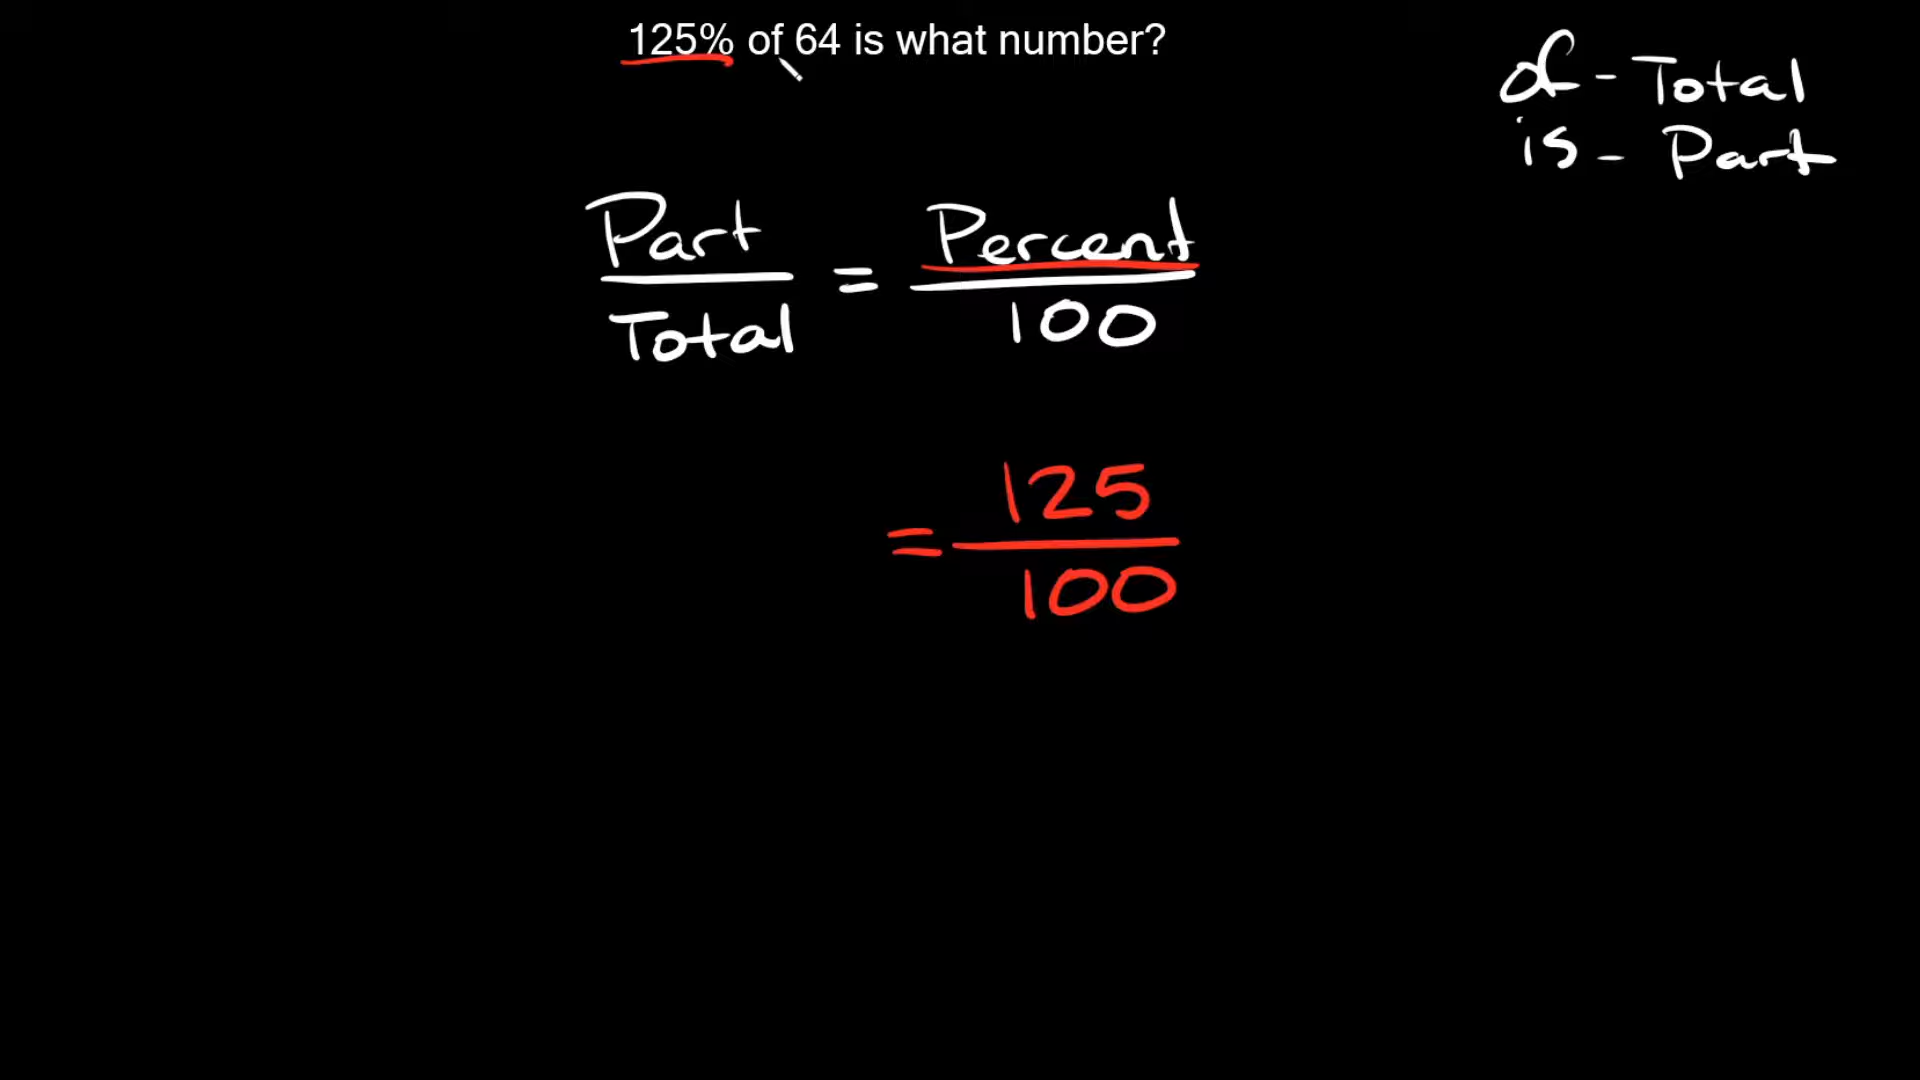 125% of 64 is what number?
of - Total
is - Part
Part = Percent
Total 100
= 125
100